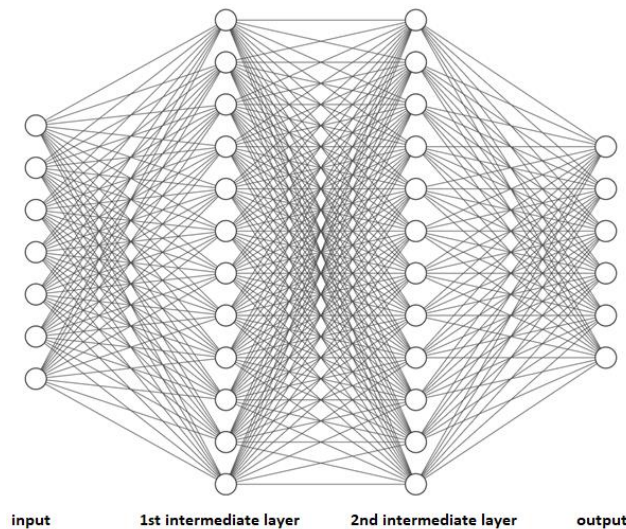 input 1st intermediate layer 2nd intermediate layer output